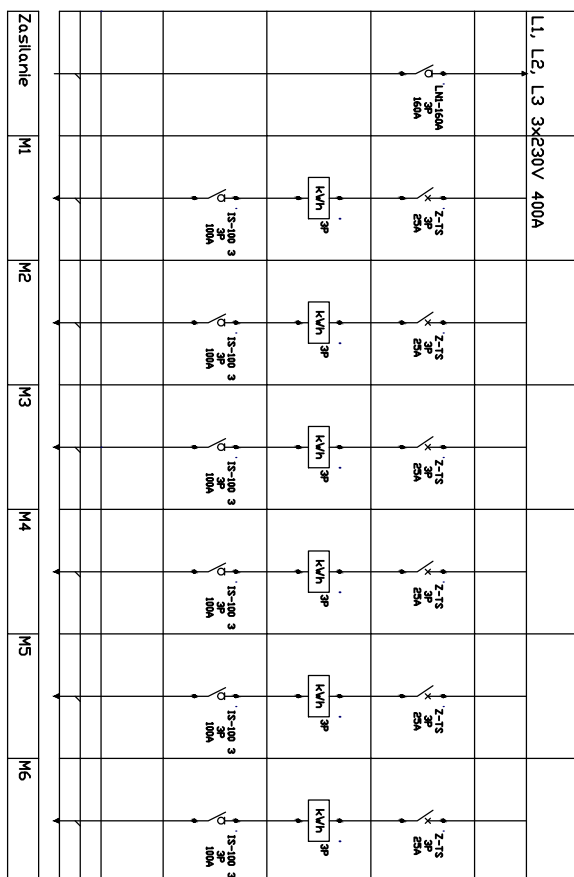 L1, L2, L3 3x230V 400A
LN1-160A
3P
160A
Z-TS
3P
25A
kWh
3P
IS-100 3
3P
100A
Z-TS
3P
25A
kWh
3P
IS-100 3
3P
100A
Z-TS
3P
25A
kWh
3P
IS-100 3
3P
100A
Z-TS
3P
25A
kWh
3P
IS-100 3
3P
100A
Z-TS
3P
25A
kWh
3P
IS-100 3
3P
100A
Z-TS
3P
25A
kWh
3P
IS-100 3
3P
100A
Zasilanie
M1
M2
M3
M4
M5
M6